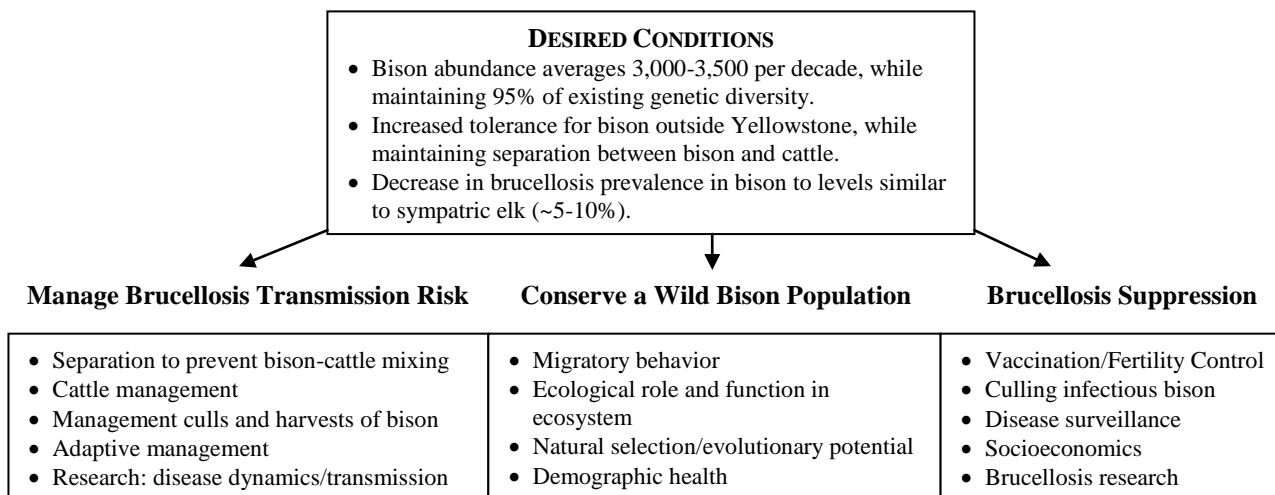 DESIRED CONDITIONS
• Bison abundance averages 3,000-3,500 per decade, while
maintaining 95% of existing genetic diversity.
• Increased tolerance for bison outside Yellowstone, while
maintaining separation between bison and cattle.
• Decrease in brucellosis prevalence in bison to levels similar
to sympatric elk (~5-10%).
Manage Brucellosis Transmission Risk
• Separation to prevent bison-cattle mixing
• Cattle management
• Management culls and harvests of bison
• Adaptive management
• Research: disease dynamics/transmission
Conserve a Wild Bison Population
• Migratory behavior
• Ecological role and function in
ecosystem
• Natural selection/evolutionary potential
• Demographic health
Brucellosis Suppression
• Vaccination/Fertility Control
• Culling infectious bison
• Disease surveillance
• Socioeconomics
• Brucellosis research